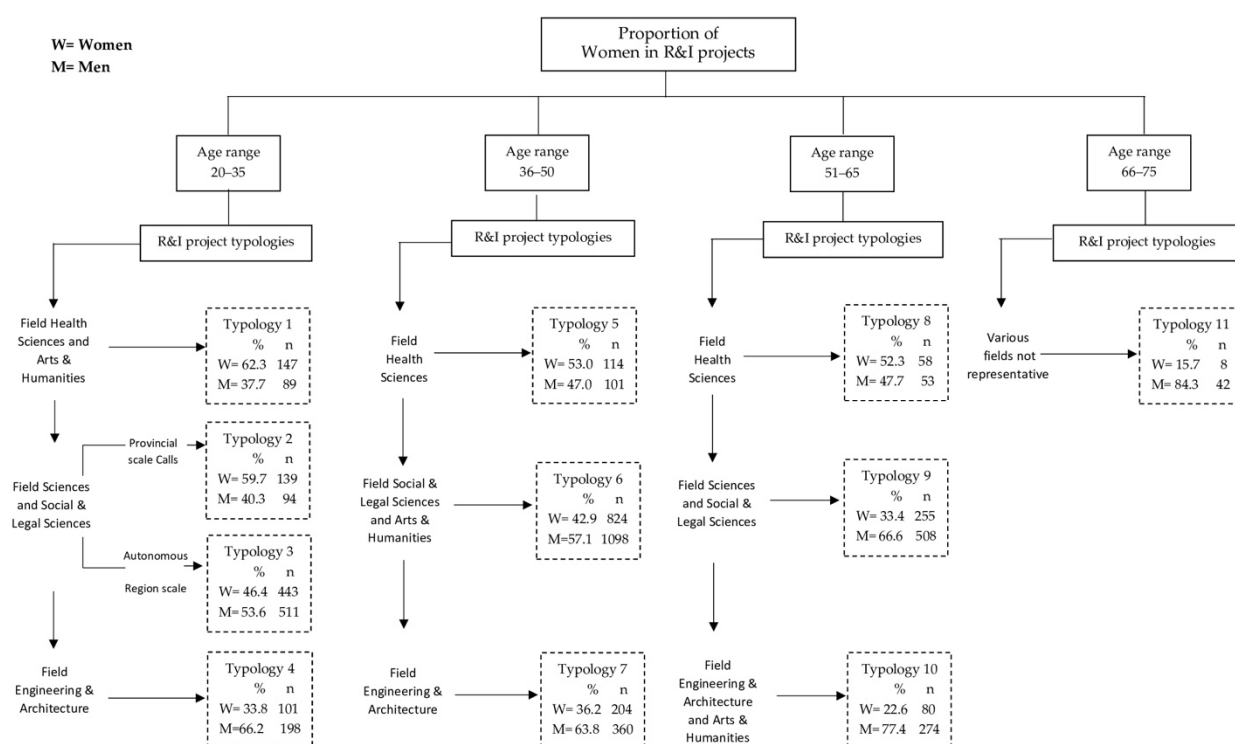 W= Women
M= Men
Proportion of
Women in R&I projects
Age range
20–35
R&I project typologies
Field Health
Sciences and
Arts &
Humanities
Typology 1
% n
W= 62.3 147
M= 37.7 89
Field Sciences
and Social &
Legal Sciences
Provincial
scale Calls
Typology 2
% n
W= 59.7 139
M= 40.3 94
Autonomous
Region scale
Typology 3
% n
W= 46.4 443
M= 53.6 511
Field
Engineering &
Architecture
Typology 4
% n
W= 33.8 101
M=66.2 198
Age range
36–50
R&I project typologies
Field
Health
Sciences
Typology 5
% n
W= 53.0 114
M= 47.0 101
Field Social &
Legal Sciences
and Arts &
Humanities
Typology 6
% n
W= 42.9 824
M=57.1 1098
Field
Engineering &
Architecture
Typology 7
% n
W= 36.2 204
M= 63.8 360
Age range
51–65
R&I project typologies
Field
Health
Sciences
Typology 8
% n
W= 52.3 58
M= 47.7 53
Field Sciences
and Social &
Legal Sciences
Typology 9
% n
W= 33.4 255
M= 66.6 508
Field
Engineering &
Architecture
and Arts &
Humanities
Typology 10
% n
W= 22.6 80
M= 77.4 274
Age range
66–75
R&I project typologies
Various
fields not
representative
Typology 11
% n
W= 15.7 8
M= 84.3 42